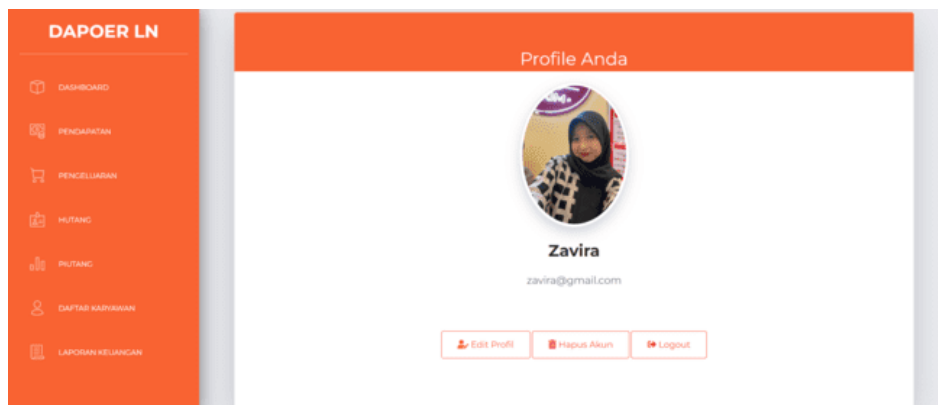 DAPOER LN
DASHBOARD
PENDAPATAN
PENGELUARAN
HUTANG
PIUTANG
DAFTAR KARYAWAN
LAPORAN KEUANGAN
Profile Anda
Zavira
zavira@gmail.com
Edit Profil Hapus Akun Logout